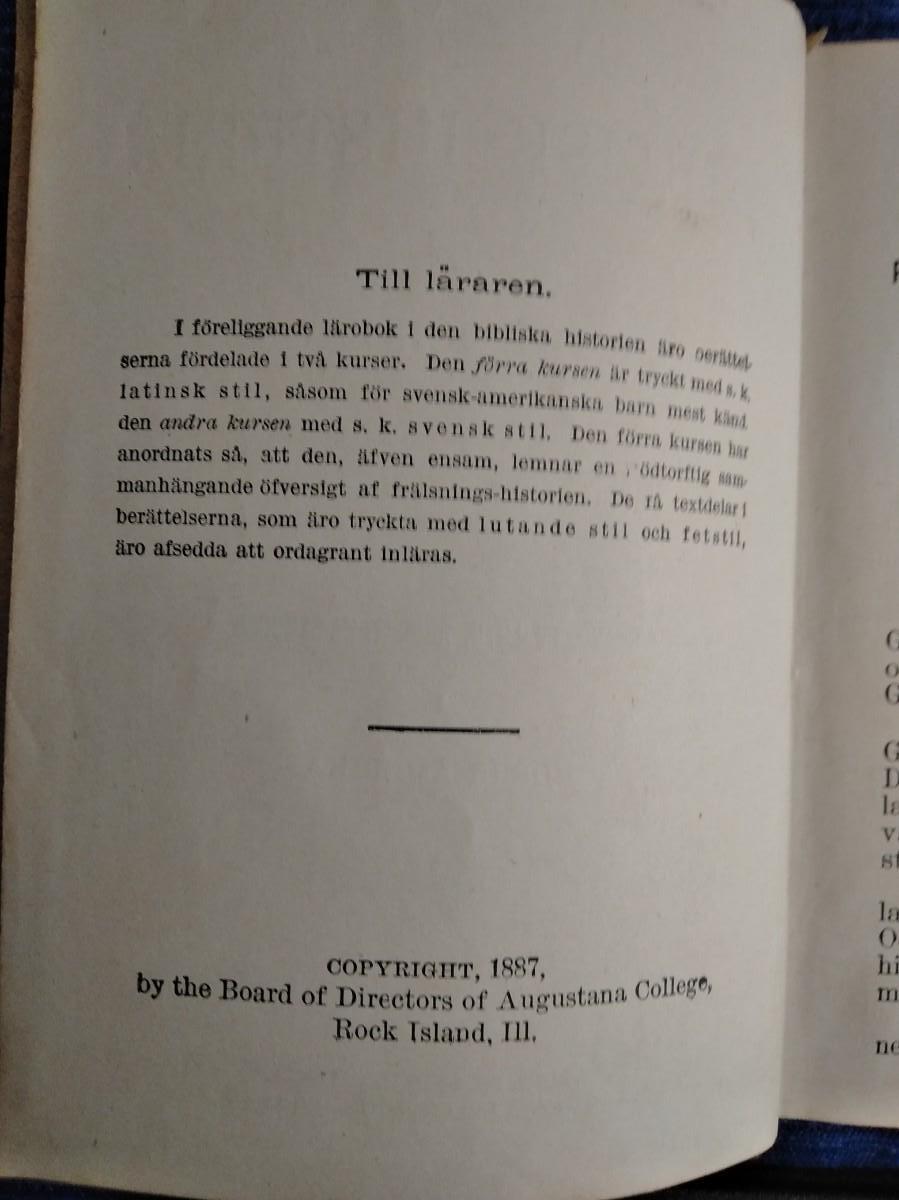 Till läraren.
I föreliggande lärobok i den bibliska historien äro berättel-
serna fördelade i två kurser. Den förra kursen är tryckt med s. k.
latinsk stil, såsom för svensk-amerikanska barn mest känd,
den andra kursen med s. k. svensk stil. Den förra kursen har
anordnats så, att den, äfven ensam, lemnar en nödtorftig sam-
manhängande öfversigt af frälsnings-historien. De få textdelar i
berättelserna, som äro tryckta med lutande stil och fetstil,
äro afsedda att ordagrant inläras.
COPYRIGHT, 1887,
by the Board of Directors of Augustana College,
Rock Island, Ill.